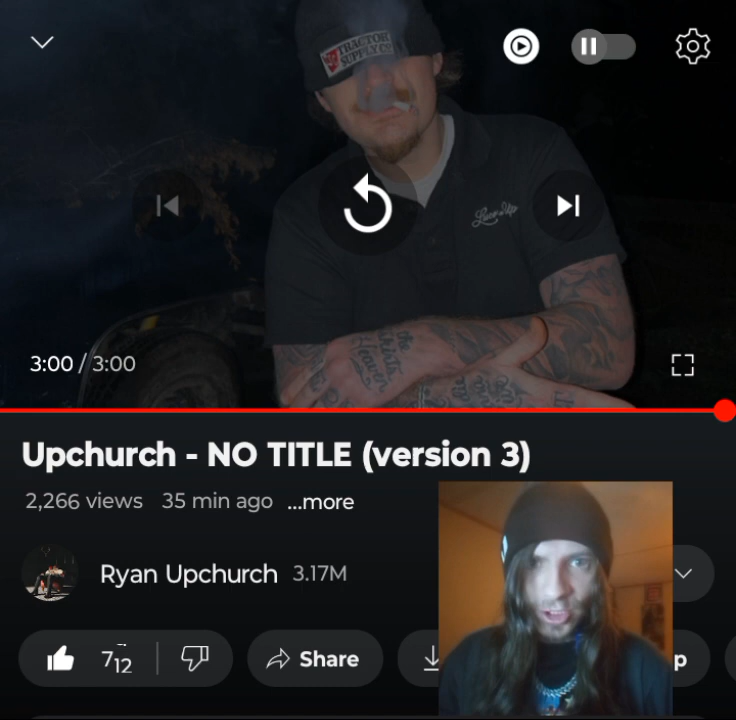 TRACTOR
SUPPLY CO
3:00 / 3:00
Upchurch - NO TITLE (version 3)
2,266 views 35 min ago ...more
Ryan Upchurch 3.17M
712
Share
p